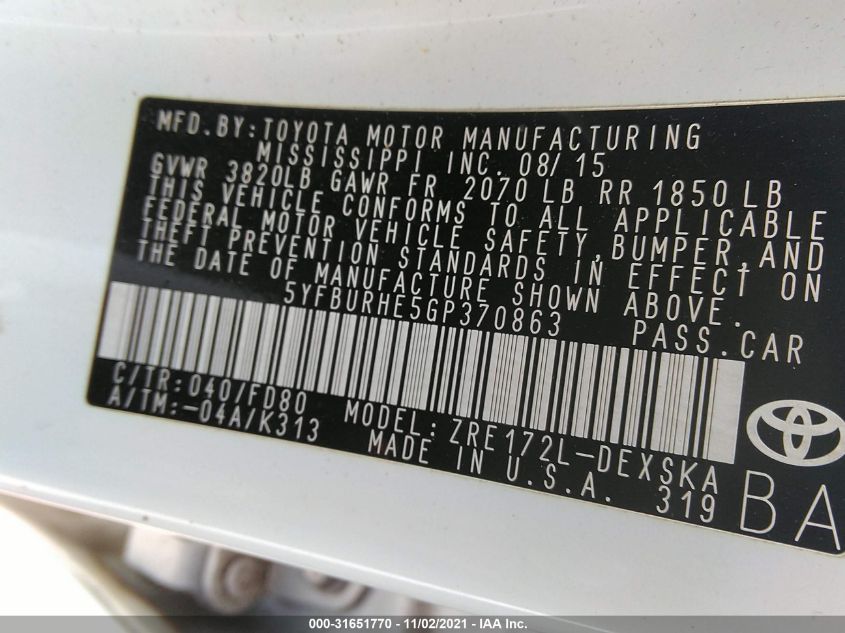 MFD.BY:TOYOTA MOTOR MANUFACTURING
MISSISSIPPI INC. 08/15
GVWR 3820LB GAWR FR 2070 LB RR 1850 LB
THIS VEHICLE CONFORMS TO ALL APPLICABLE
FEDERAL MOTOR VEHICLE SAFETY,BUMPER,AND
THEFT PREVENTION STANDARDS IN EFFECT ON
THE DATE OF MANUFACTURE SHOWN ABOVE.
5YFBURHE5GP370863 PASS.CAR
C/TR:040/FD80 MODEL:ZRE172L-DEXSKA
A/TM:-04A/K313 MADE IN U.S.A. 319
BA
000-31651770 - 11/02/2021 - IAA Inc.